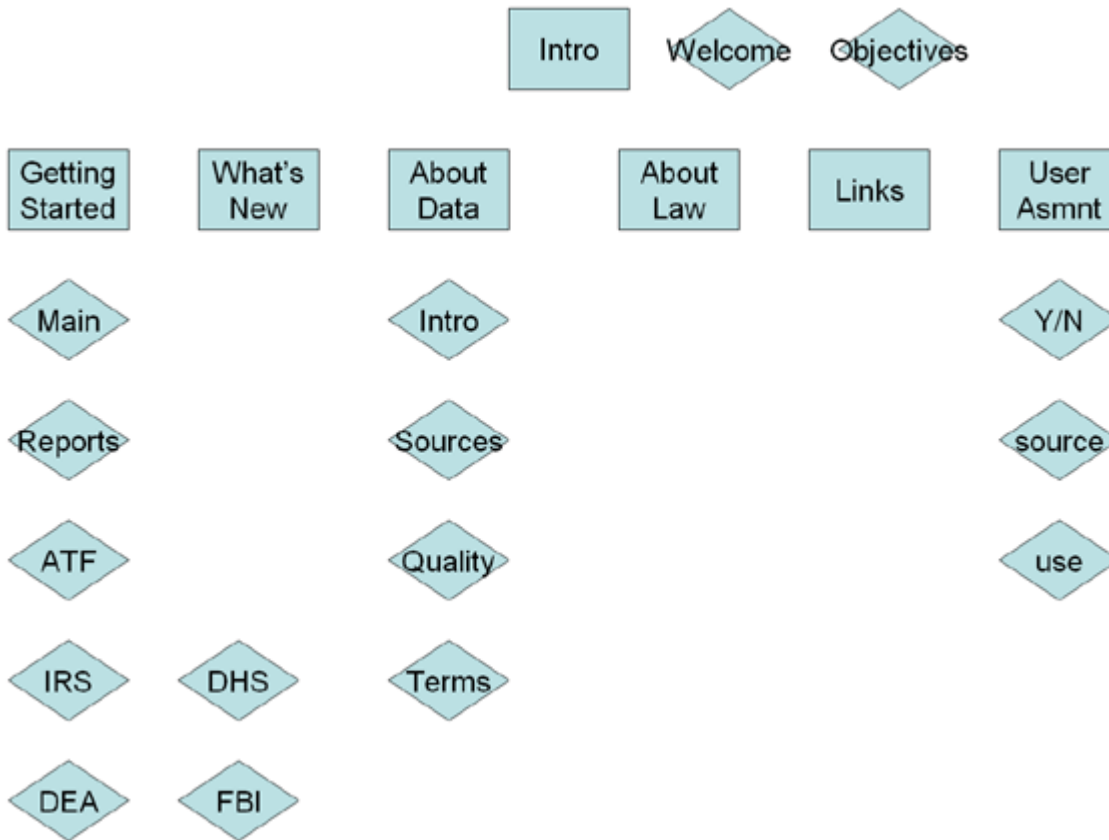 Intro
Welcome
Objectives
Getting
Started
What's
New
About
Data
About
Law
Links
User
Asmnt
Main
Intro
Y/N
Reports
Sources
source
ATF
Quality
use
IRS
DHS
Terms
DEA
FBI